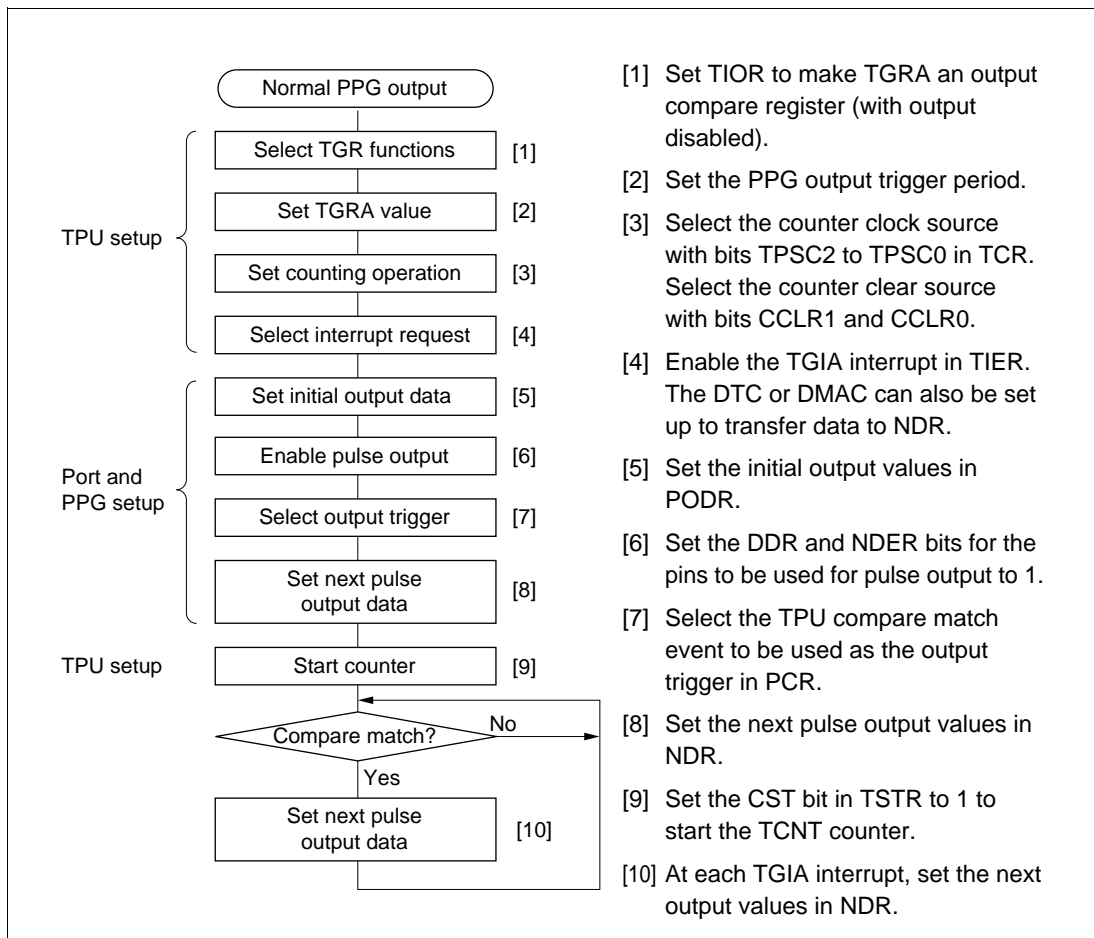 Normal PPG output
TPU setup
Select TGR functions [1]
Set TGRA value [2]
Set counting operation [3]
Select interrupt request [4]
Port and
PPG setup
Set initial output data [5]
Enable pulse output [6]
Select output trigger [7]
Set next pulse
output data
[8]
TPU setup
Start counter [9]
Compare match?
No
Yes
Set next pulse
output data
[10]
[1] Set TIOR to make TGRA an output
compare register (with output
disabled).
[2] Set the PPG output trigger period.
[3] Select the counter clock source
with bits TPSC2 to TPSC0 in TCR.
Select the counter clear source
with bits CCLR1 and CCLR0.
[4] Enable the TGIA interrupt in TIER.
The DTC or DMAC can also be set
up to transfer data to NDR.
[5] Set the initial output values in
PODR.
[6] Set the DDR and NDER bits for the
pins to be used for pulse output to 1.
[7] Select the TPU compare match
event to be used as the output
trigger in PCR.
[8] Set the next pulse output values in
NDR.
[9] Set the CST bit in TSTR to 1 to
start the TCNT counter.
[10] At each TGIA interrupt, set the next
output values in NDR.